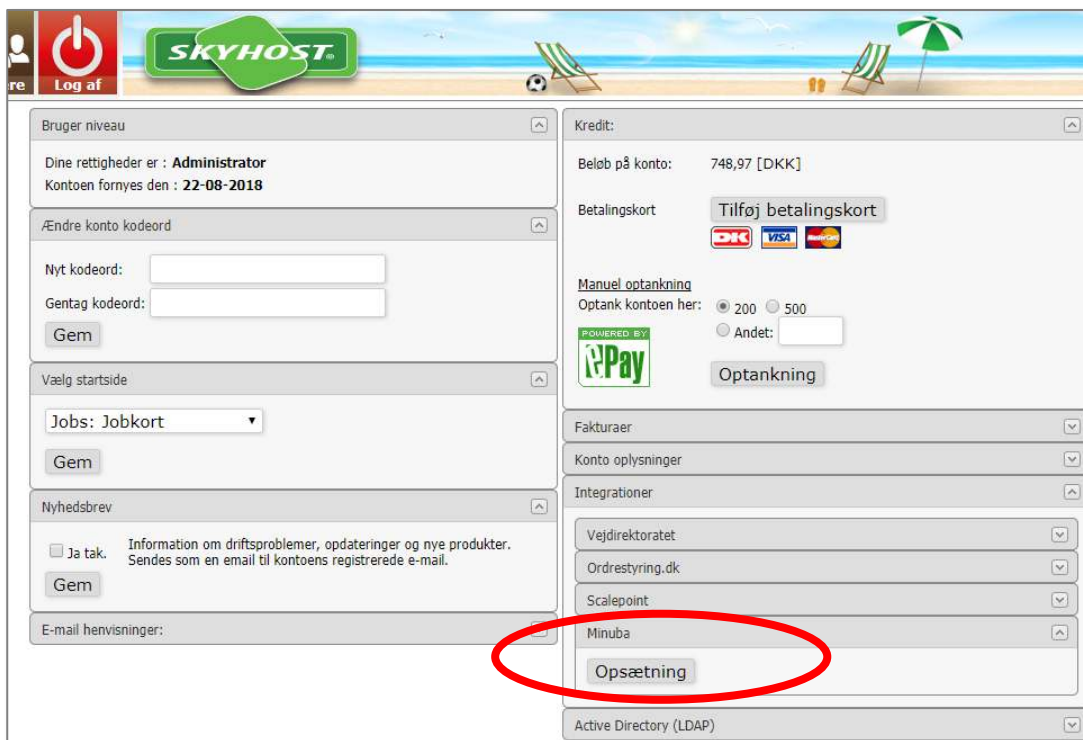 re
Log af
SKYHOST®
Bruger niveau
Dine rettigheder er : Administrator
Kontoen fornyes den : 22-08-2018
Ændre konto kodeord
Nyt kodeord:
Gentag kodeord:
Gem
Vælg startside
Jobs: Jobkort
Gem
Nyhedsbrev
Ja tak.
Information om driftsproblemer, opdateringer og nye produkter.
Sendes som en email til kontoens registrerede e-mail.
Gem
E-mail henvisninger:
Kredit:
Beløb på konto: 748,97 [DKK]
Betalingskort
Tilføj betalingskort
DK VISA MasterCard
Manuel optankning
Optank kontoen her: 200 500
Andet:
POWERED BY
ePay
Optankning
Fakturaer
Konto oplysninger
Integrationer
Vejdirektoratet
Ordrestyring.dk
Scalepoint
Minuba
Opsætning
Active Directory (LDAP)